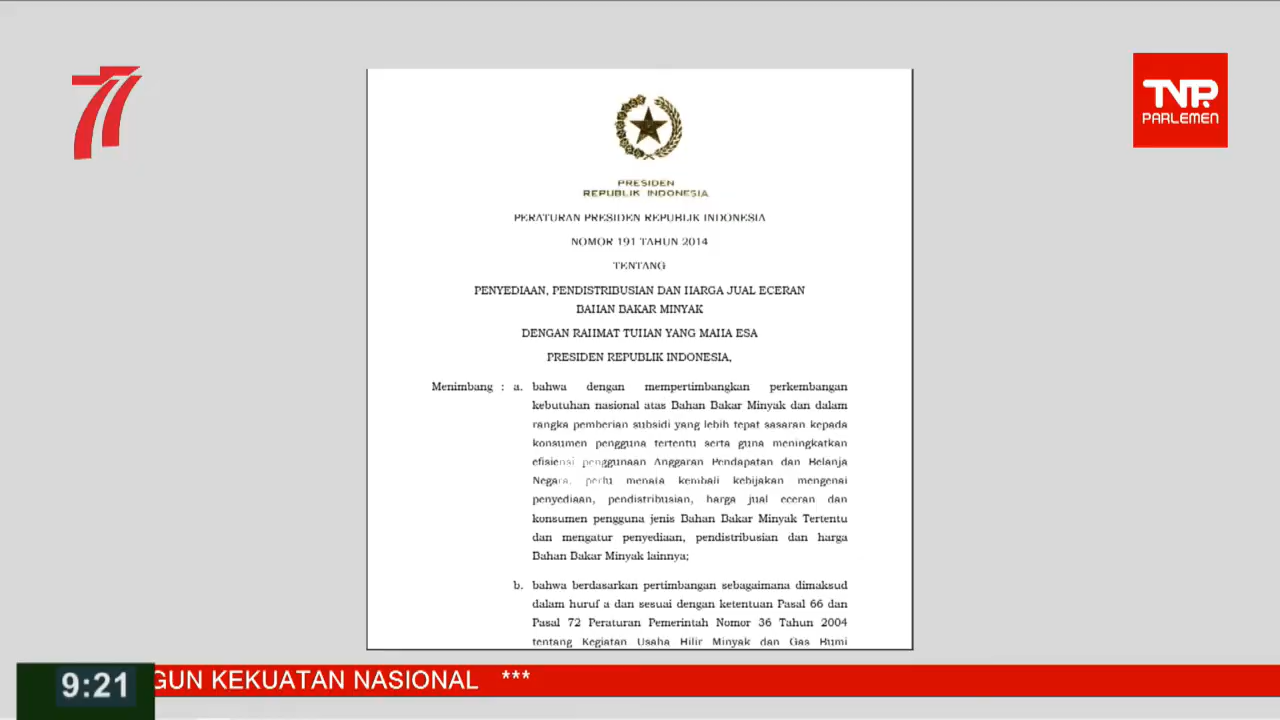 77
TVP.
PARLEMEN
PRESIDEN
REPUBLIK INDONESIA
PERATURAN PRESIDEN REPUBLIK INDONESIA
NOMOR 191 TAHUN 2014
TENTANG
PENYEDIAAN, PENDISTRIBUSIAN DAN HARGA JUAL ECERAN
BAHAN BAKAR MINYAK
DENGAN RAHMAT TUHAN YANG MAHA ESA
PRESIDEN REPUBLIK INDONESIA,
Menimbang : a. bahwa dengan mempertimbangkan perkembangan
kebutuhan nasional atas Bahan Bakar Minyak dan dalam
rangka pemberian subsidi yang lebih tepat sasaran kepada
konsumen pengguna tertentu serta guna meningkatkan
efisiensi penggunaan Anggaran Pendapatan dan Belanja
Negara, perlu menata kembali kebijakan mengenai
penyediaan, pendistribusian, harga jual eceran dan
konsumen pengguna jenis Bahan Bakar Minyak Tertentu
dan mengatur penyediaan, pendistribusian dan harga
Bahan Bakar Minyak lainnya;
b. bahwa berdasarkan pertimbangan sebagaimana dimaksud
dalam huruf a dan sesuai dengan ketentuan Pasal 66 dan
Pasal 72 Peraturan Pemerintah Nomor 36 Tahun 2004
tentang Kegiatan Usaha Hilir Minyak dan Gas Bumi
9:21
GUN KEKUATAN NASIONAL ***